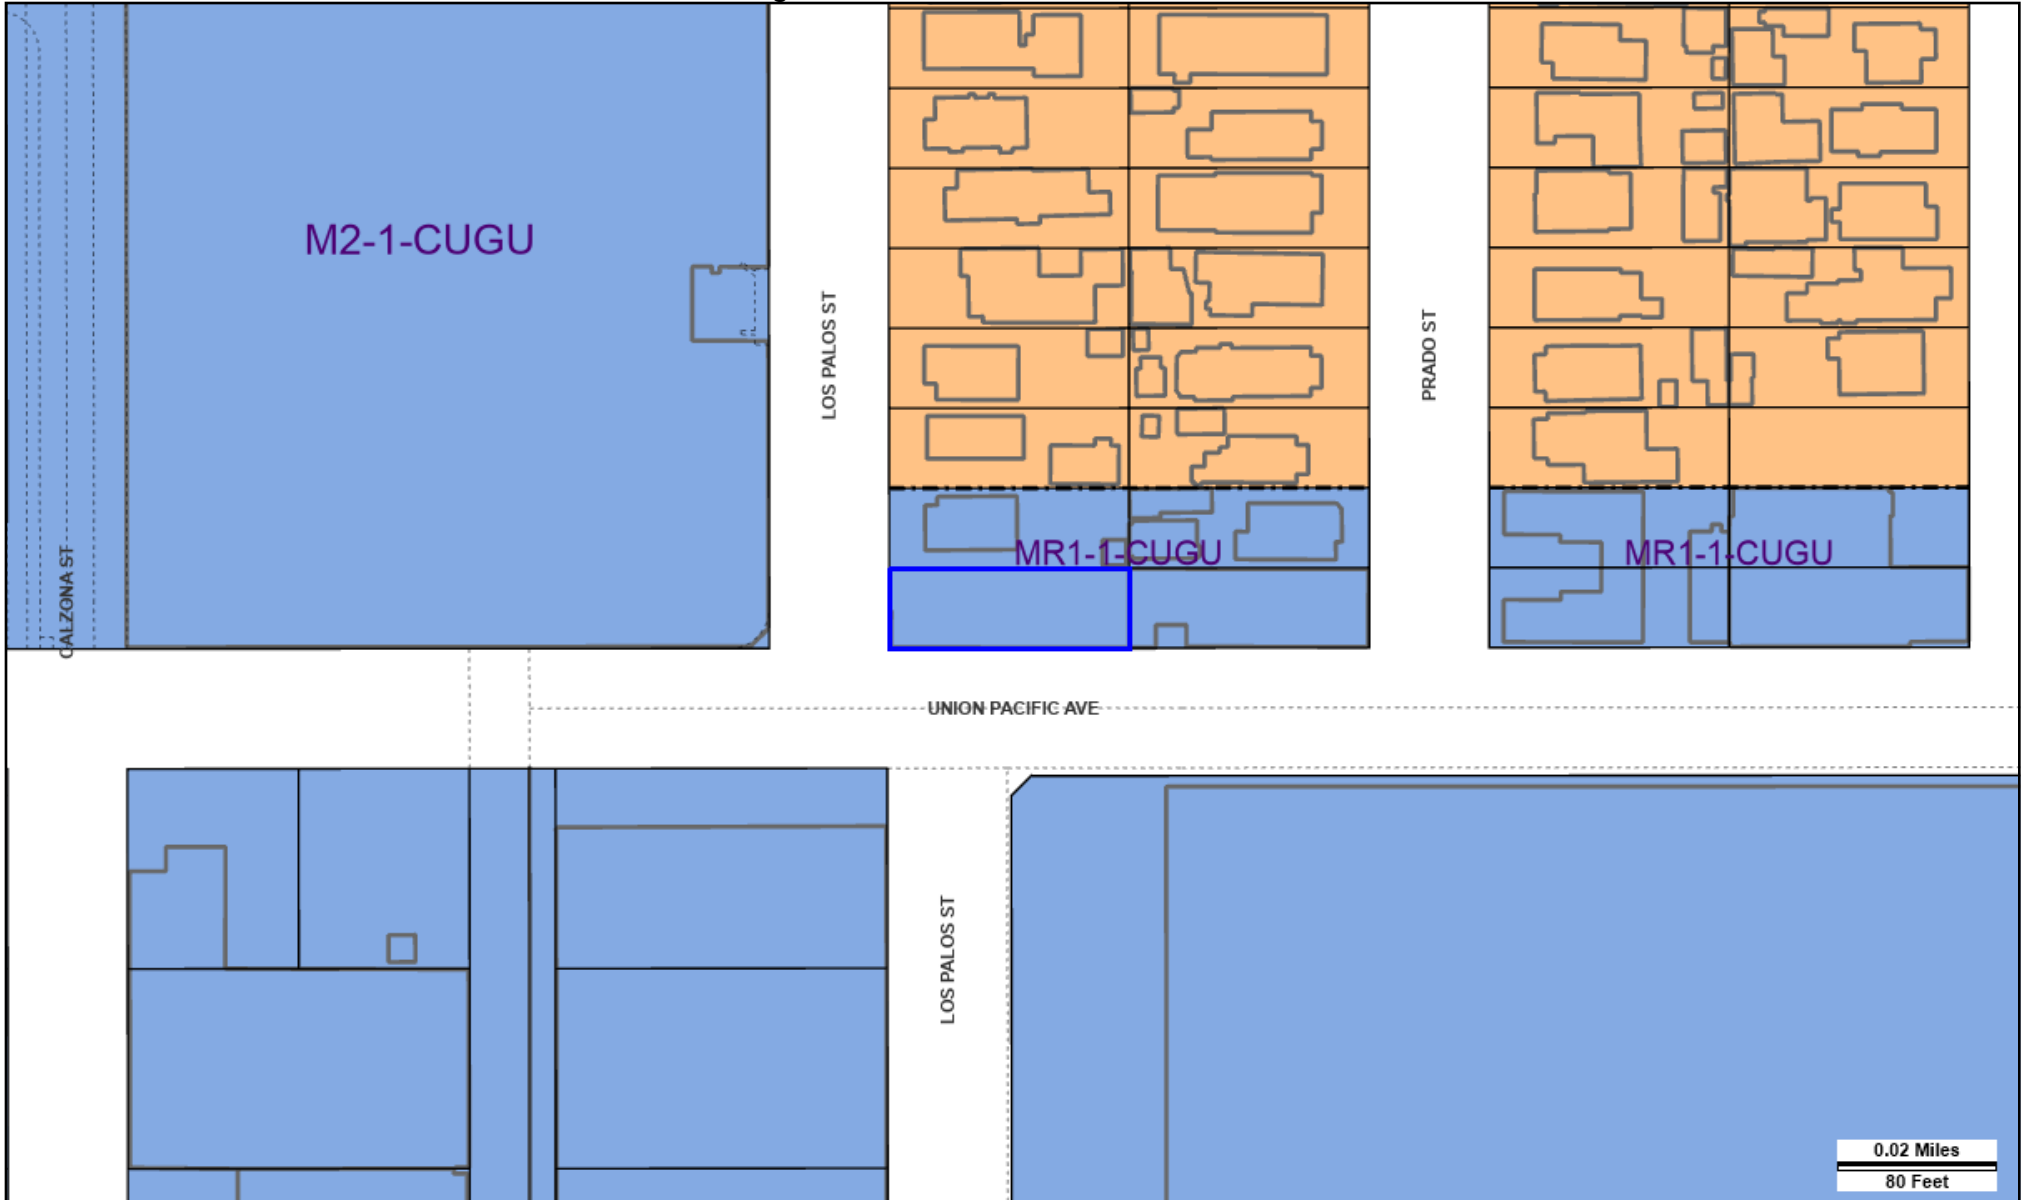 M2-1-CUGU
LOS PALOS ST
PRADO ST
MR1-1-CUGU
MR1-1-CUGU
CALZONA ST
UNION PACIFIC AVE
LOS PALOS ST
0.02 Miles
80 Feet